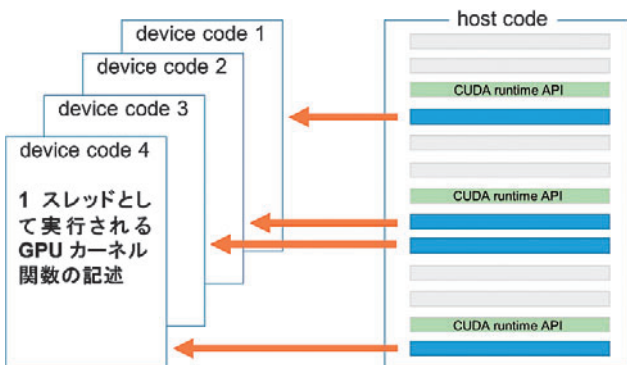 device code 1
device code 2
device code 3
device code 4
1 スレッドとし
て実行される
GPU カーネル
関数の記述
host code
CUDA runtime API
CUDA runtime API
CUDA runtime API